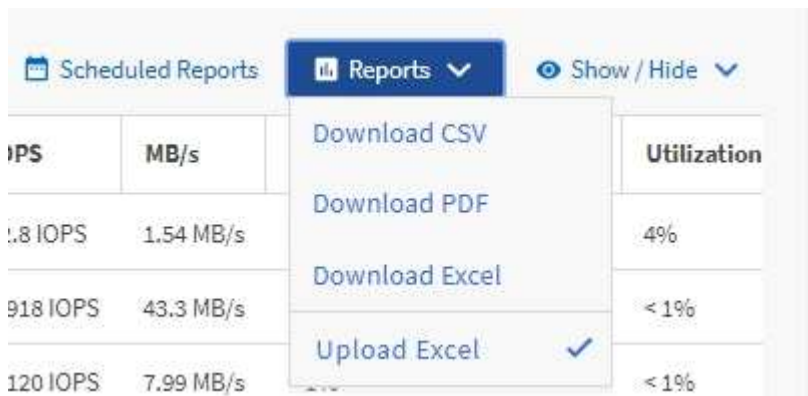 Scheduled Reports Reports Show / Hide
MB/s Utilization
Download CSV
Download PDF
1.54 MB/s 4%
Download Excel
918 IOPS 43.3 MB/s < 1%
Upload Excel
120 IOPS 7.99 MB/s < 1%